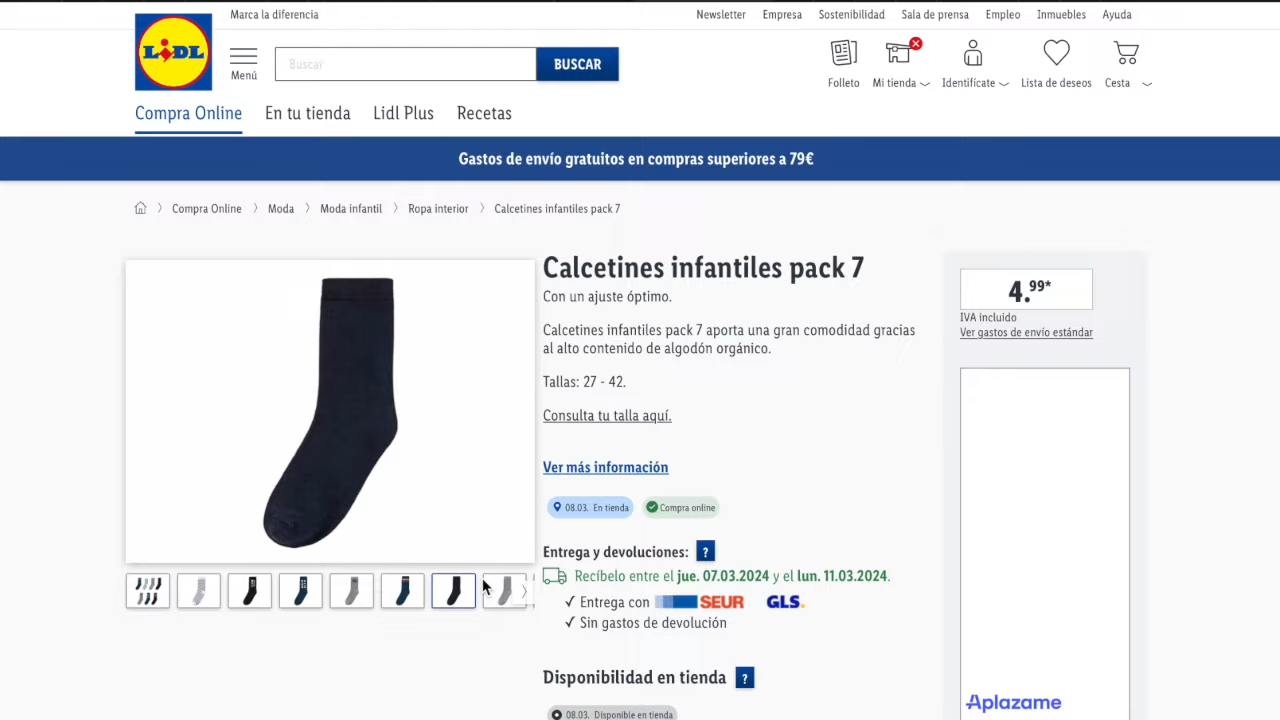 Marca la diferencia
Newsletter Empresa Sostenibilidad Sala de prensa Empleo Inmuebles Ayuda
LIDL
Menú
Buscar
BUSCAR
Folleto Mi tienda Identifícate Lista de deseos Cesta
Compra Online En tu tienda Lidl Plus Recetas
Gastos de envío gratuitos en compras superiores a 79€
Compra Online Moda Moda infantil Ropa interior Calcetines infantiles pack 7
Calcetines infantiles pack 7
Con un ajuste óptimo.
Calcetines infantiles pack 7 aporta una gran comodidad gracias
al alto contenido de algodón orgánico.
Tallas: 27 - 42.
Consulta tu talla aquí.
Ver más información
08.03. En tienda Compra online
Entrega y devoluciones: ?
Recíbelo entre el jue. 07.03.2024 y el lun. 11.03.2024.
✓ Entrega con SEUR GLS.
✓ Sin gastos de devolución
Disponibilidad en tienda ?
08.03. Disponible en tienda
4.99*
IVA incluido
Ver gastos de envío estándar
Aplazame